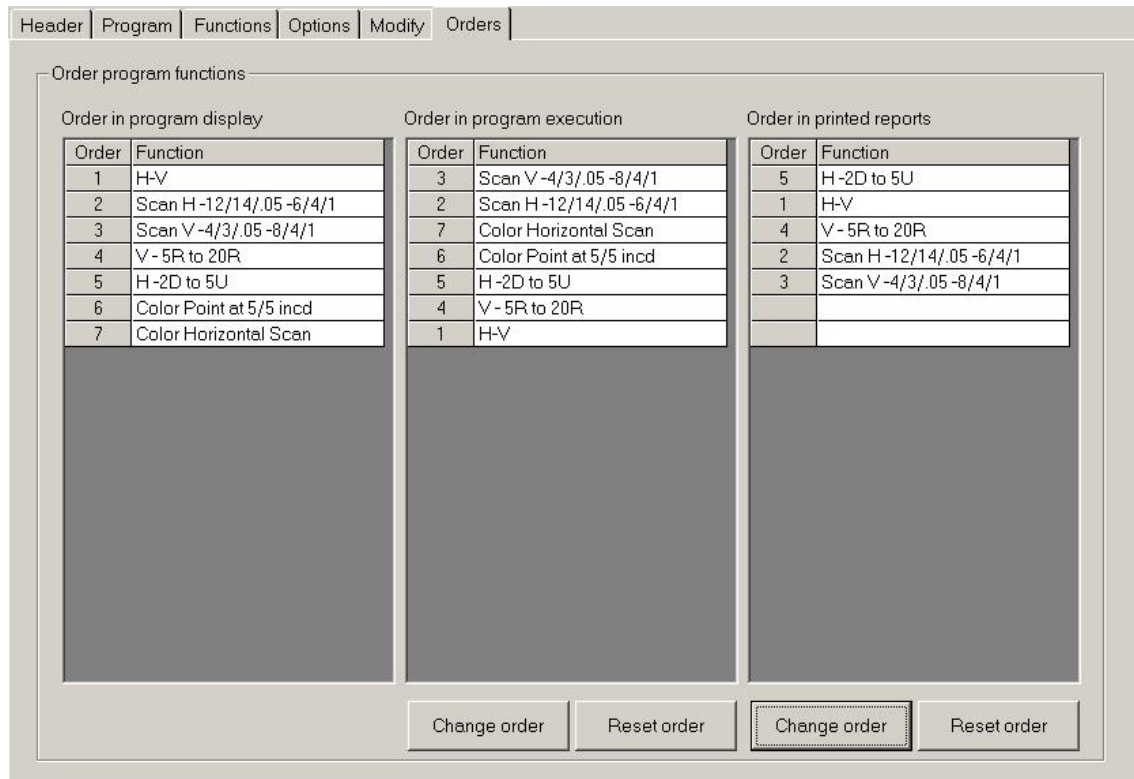 Header Program Functions Options Modify Orders
Order program functions
Order in program display
Order Function
1 H-V
2 Scan H -12/14/.05 -6/4/1
3 Scan V -4/3/.05 -8/4/1
4 V - 5R to 20R
5 H -2D to 5U
6 Color Point at 5/5 incd
7 Color Horizontal Scan
Order in program execution
Order Function
3 Scan V -4/3/.05 -8/4/1
2 Scan H -12/14/.05 -6/4/1
7 Color Horizontal Scan
6 Color Point at 5/5 incd
5 H -2D to 5U
4 V - 5R to 20R
1 H-V
Change order Reset order
Order in printed reports
Order Function
5 H -2D to 5U
1 H-V
4 V - 5R to 20R
2 Scan H -12/14/.05 -6/4/1
3 Scan V -4/3/.05 -8/4/1
Change order Reset order